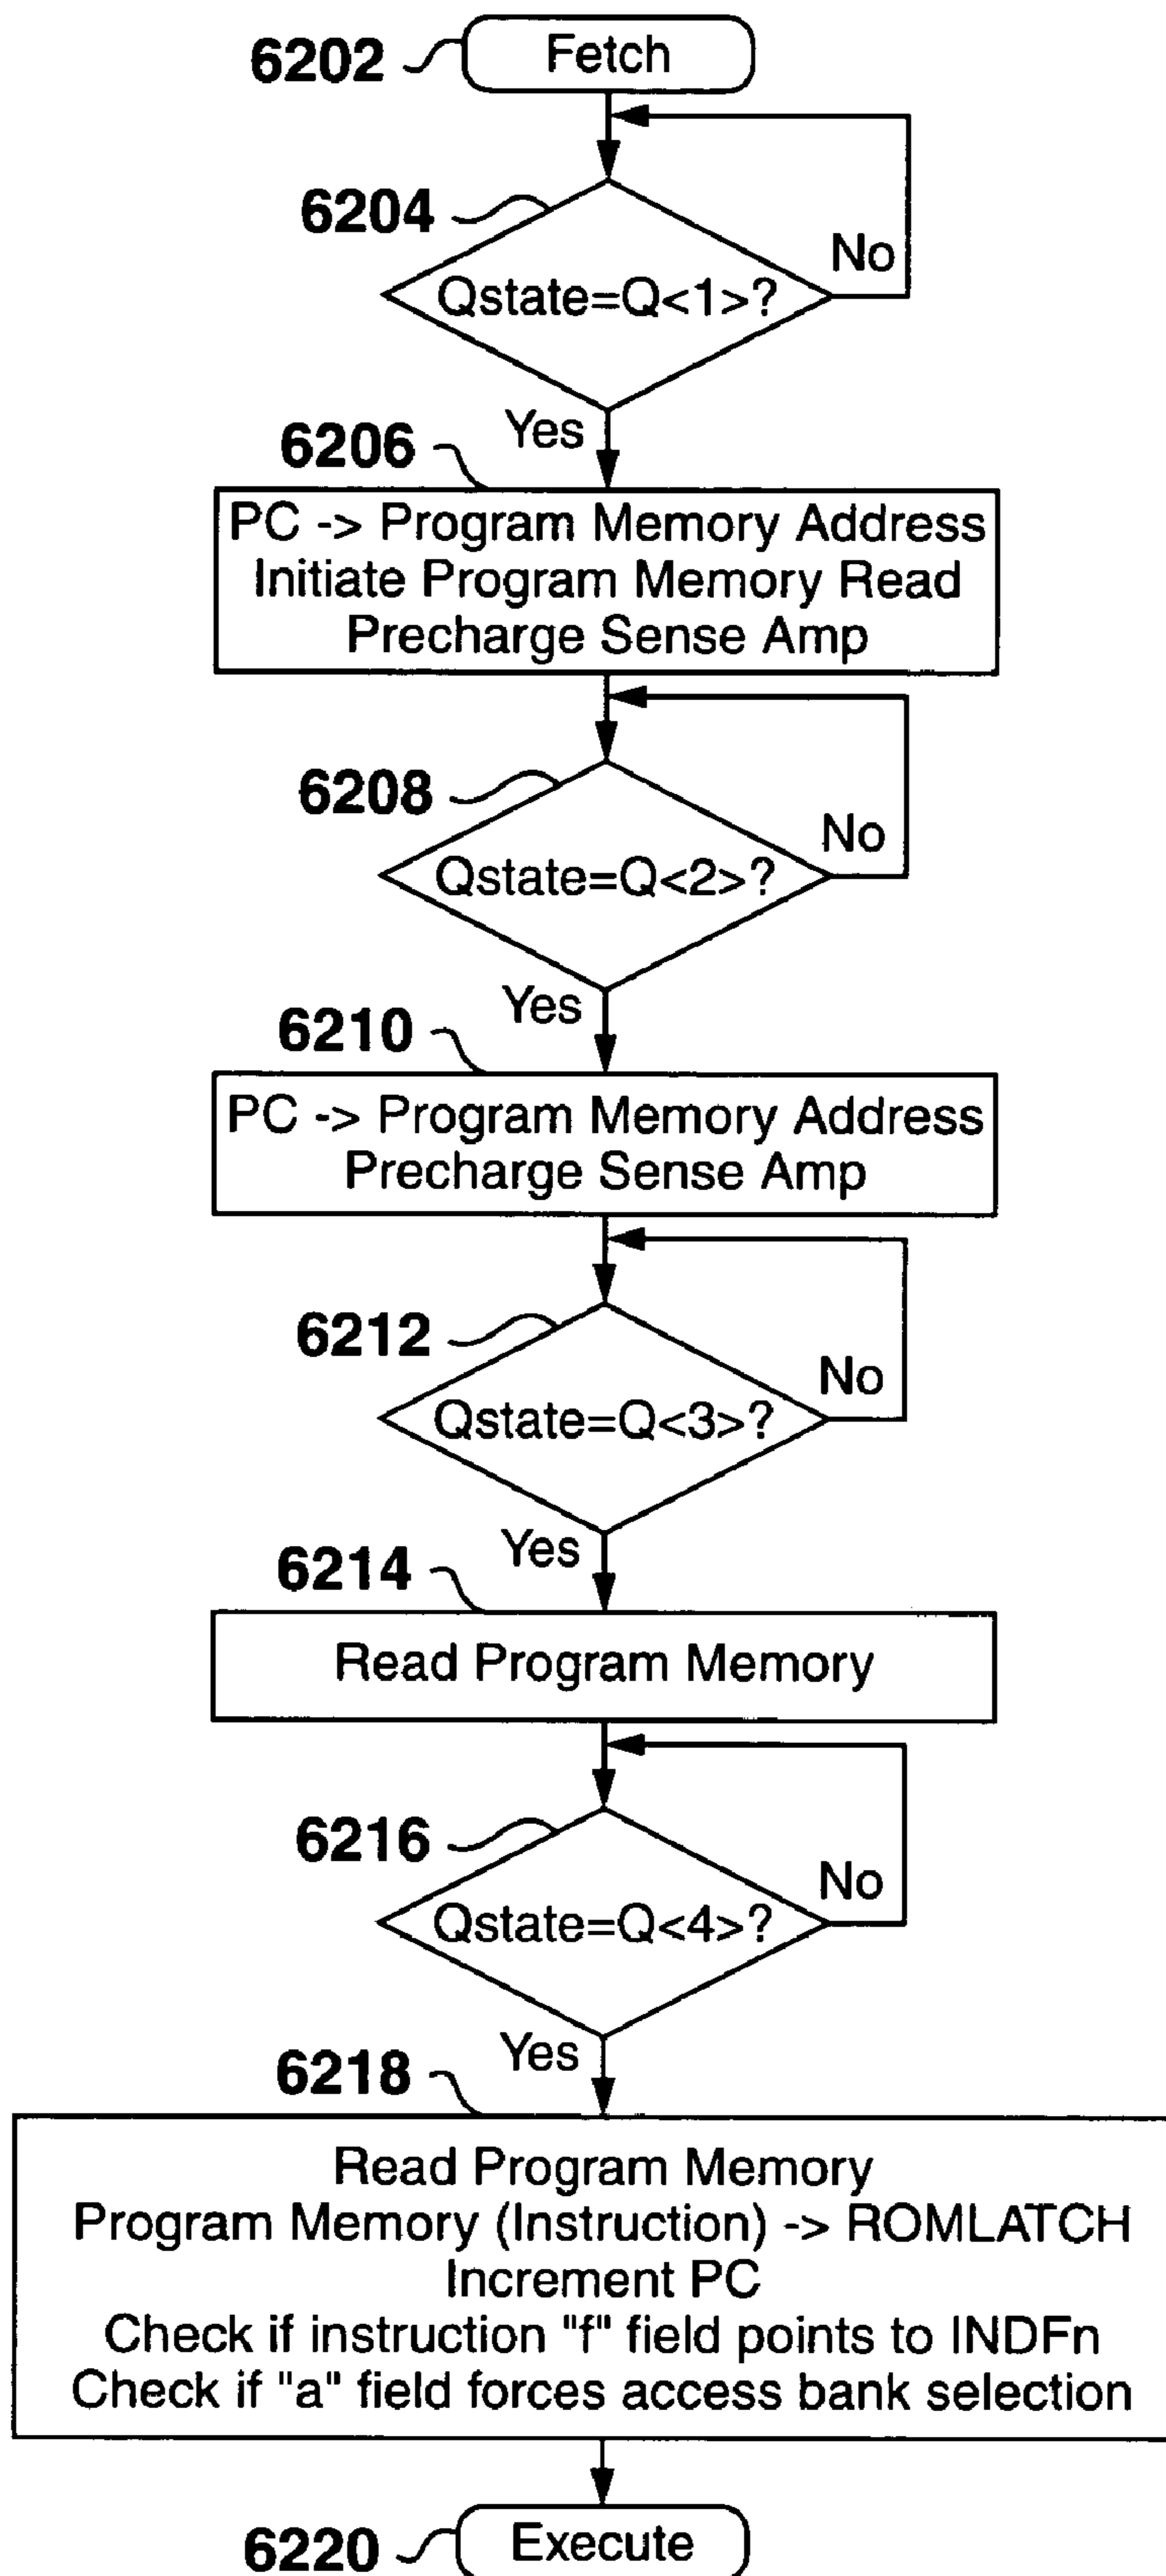 6202 Fetch
6204
No
Qstate=Q<1>?
Yes
6206
PC -> Program Memory Address
Initiate Program Memory Read
Precharge Sense Amp
6208
No
Qstate=Q<2>?
Yes
6210
PC -> Program Memory Address
Precharge Sense Amp
6212
No
Qstate=Q<3>?
Yes
6214
Read Program Memory
6216
No
Qstate=Q<4>?
Yes
6218
Read Program Memory
Program Memory (Instruction) -> ROMLATCH
Increment PC
Check if instruction "f" field points to INDFn
Check if "a" field forces access bank selection
6220 Execute